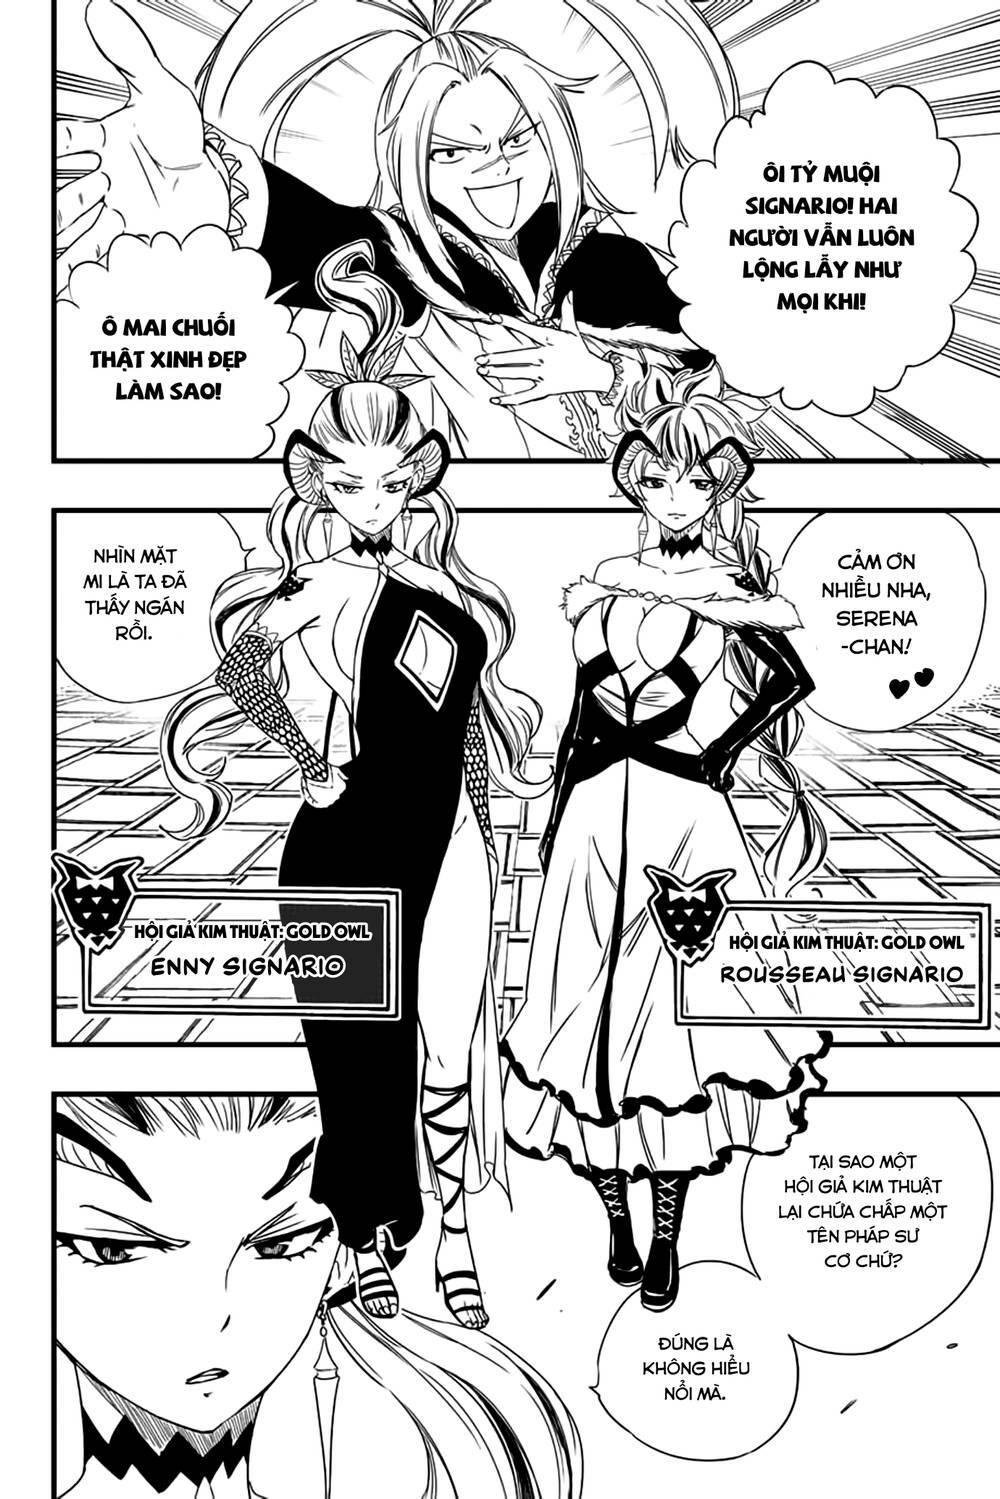 ÔI TỶ MUỘI
SIGNARIO! HAI
NGƯỜI VẪN LUÔN
LỘNG LẪY NHƯ
MỌI KHI!
Ô MAI CHUỐI
THẬT XINH ĐẸP
LÀM SAO!
NHÌN MẶT
MI LÀ TA ĐÃ
THẤY NGÁN
RỒI.
CẢM ƠN
NHIỀU NHA,
SERENA
-CHAN!
HỘI GIẢ KIM THUẬT: GOLD OWL
ENNY SIGNARIO
HỘI GIẢ KIM THUẬT: GOLD OWL
ROUSSEAU SIGNARIO
TẠI SAO MỘT
HỘI GIẢ KIM THUẬT
LẠI CHỨA CHẤP MỘT
TÊN PHÁP SƯ
CƠ CHỨ?
ĐÚNG LÀ
KHÔNG HIỂU
NỔI MÀ.